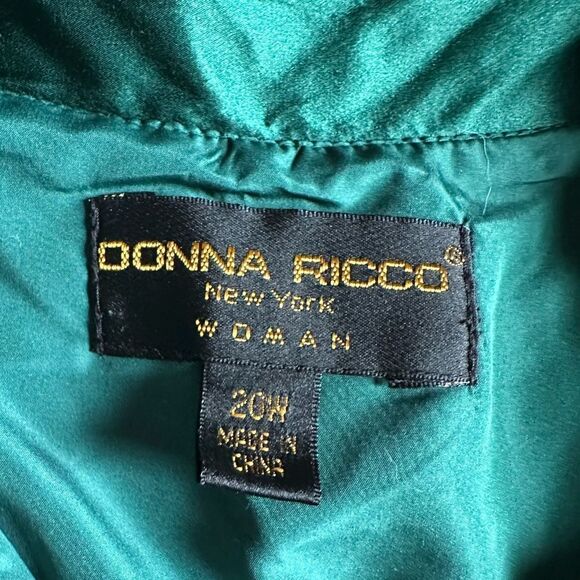 DONNA RICCO®
New York
WOMAN
20W
MADE IN
CHINA